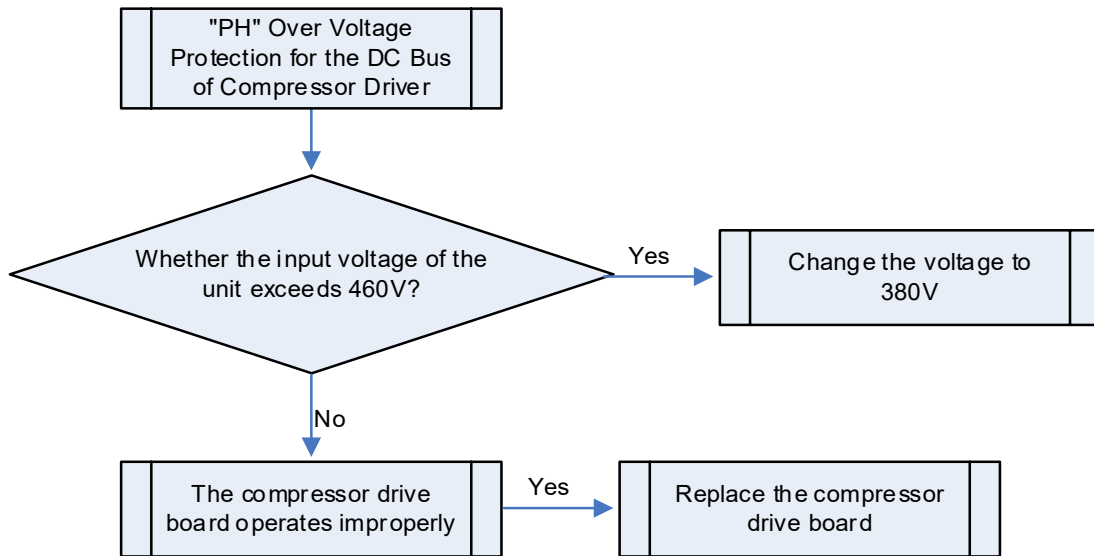 "PH" Over Voltage
Protection for the DC Bus
of Compressor Driver
Whether the input voltage of the
unit exceeds 460V?
Yes
Change the voltage to
380V
No
The compressor drive
board operates improperly
Yes
Replace the compressor
drive board